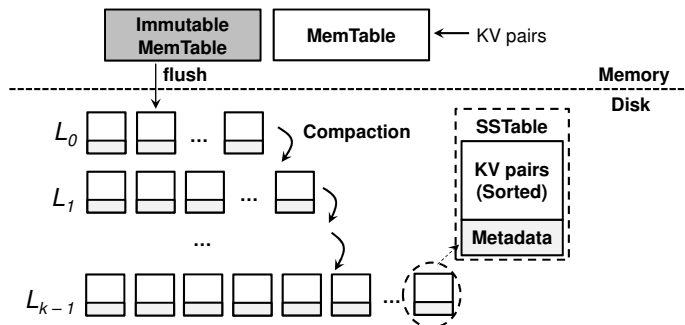 Immutable
MemTable
MemTable
KV pairs
flush
Memory
Disk
L0
...
Compaction
SSTable
KV pairs
(Sorted)
Metadata
L1
...
...
Lk – 1
...